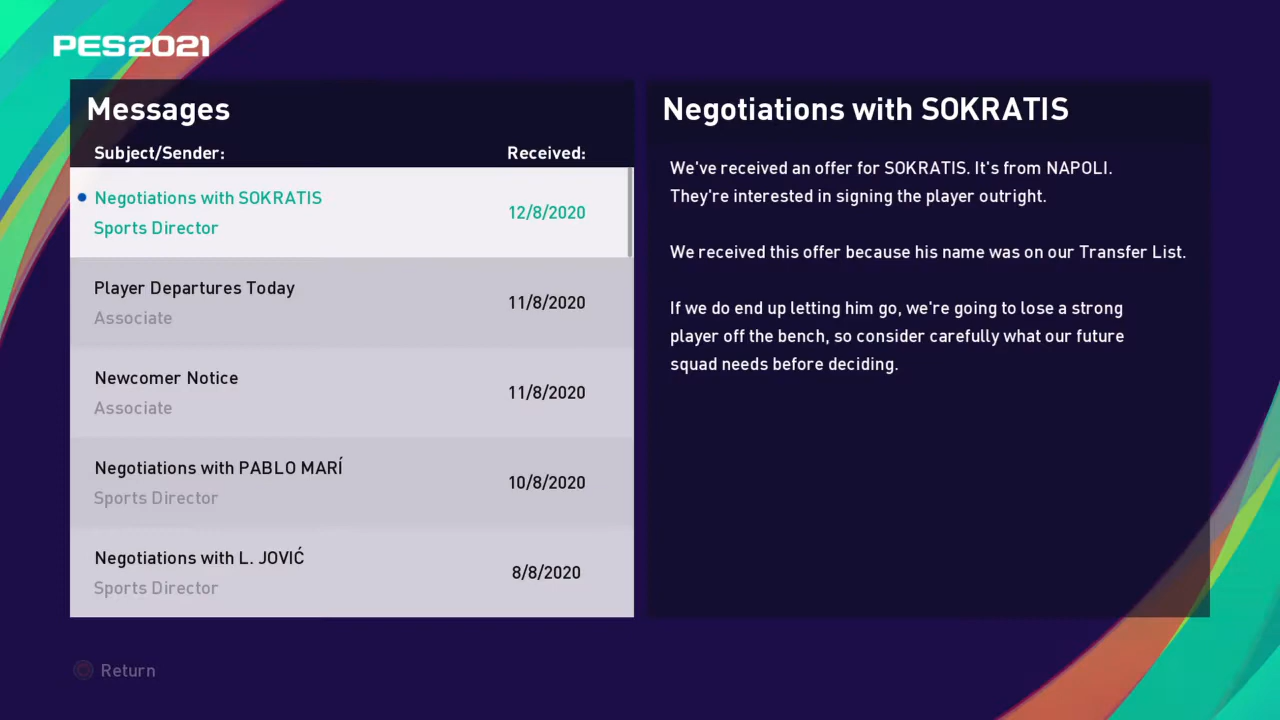 PES2021
Messages
Subject/Sender:
Received:
Negotiations with SOKRATIS
Sports Director
12/8/2020
Player Departures Today
Associate
11/8/2020
Newcomer Notice
Associate
11/8/2020
Negotiations with PABLO MARÍ
Sports Director
10/8/2020
Negotiations with L. JOVIĆ
Sports Director
8/8/2020
Negotiations with SOKRATIS
We've received an offer for SOKRATIS. It's from NAPOLI.
They're interested in signing the player outright.
We received this offer because his name was on our Transfer List.
If we do end up letting him go, we're going to lose a strong
player off the bench, so consider carefully what our future
squad needs before deciding.
Return